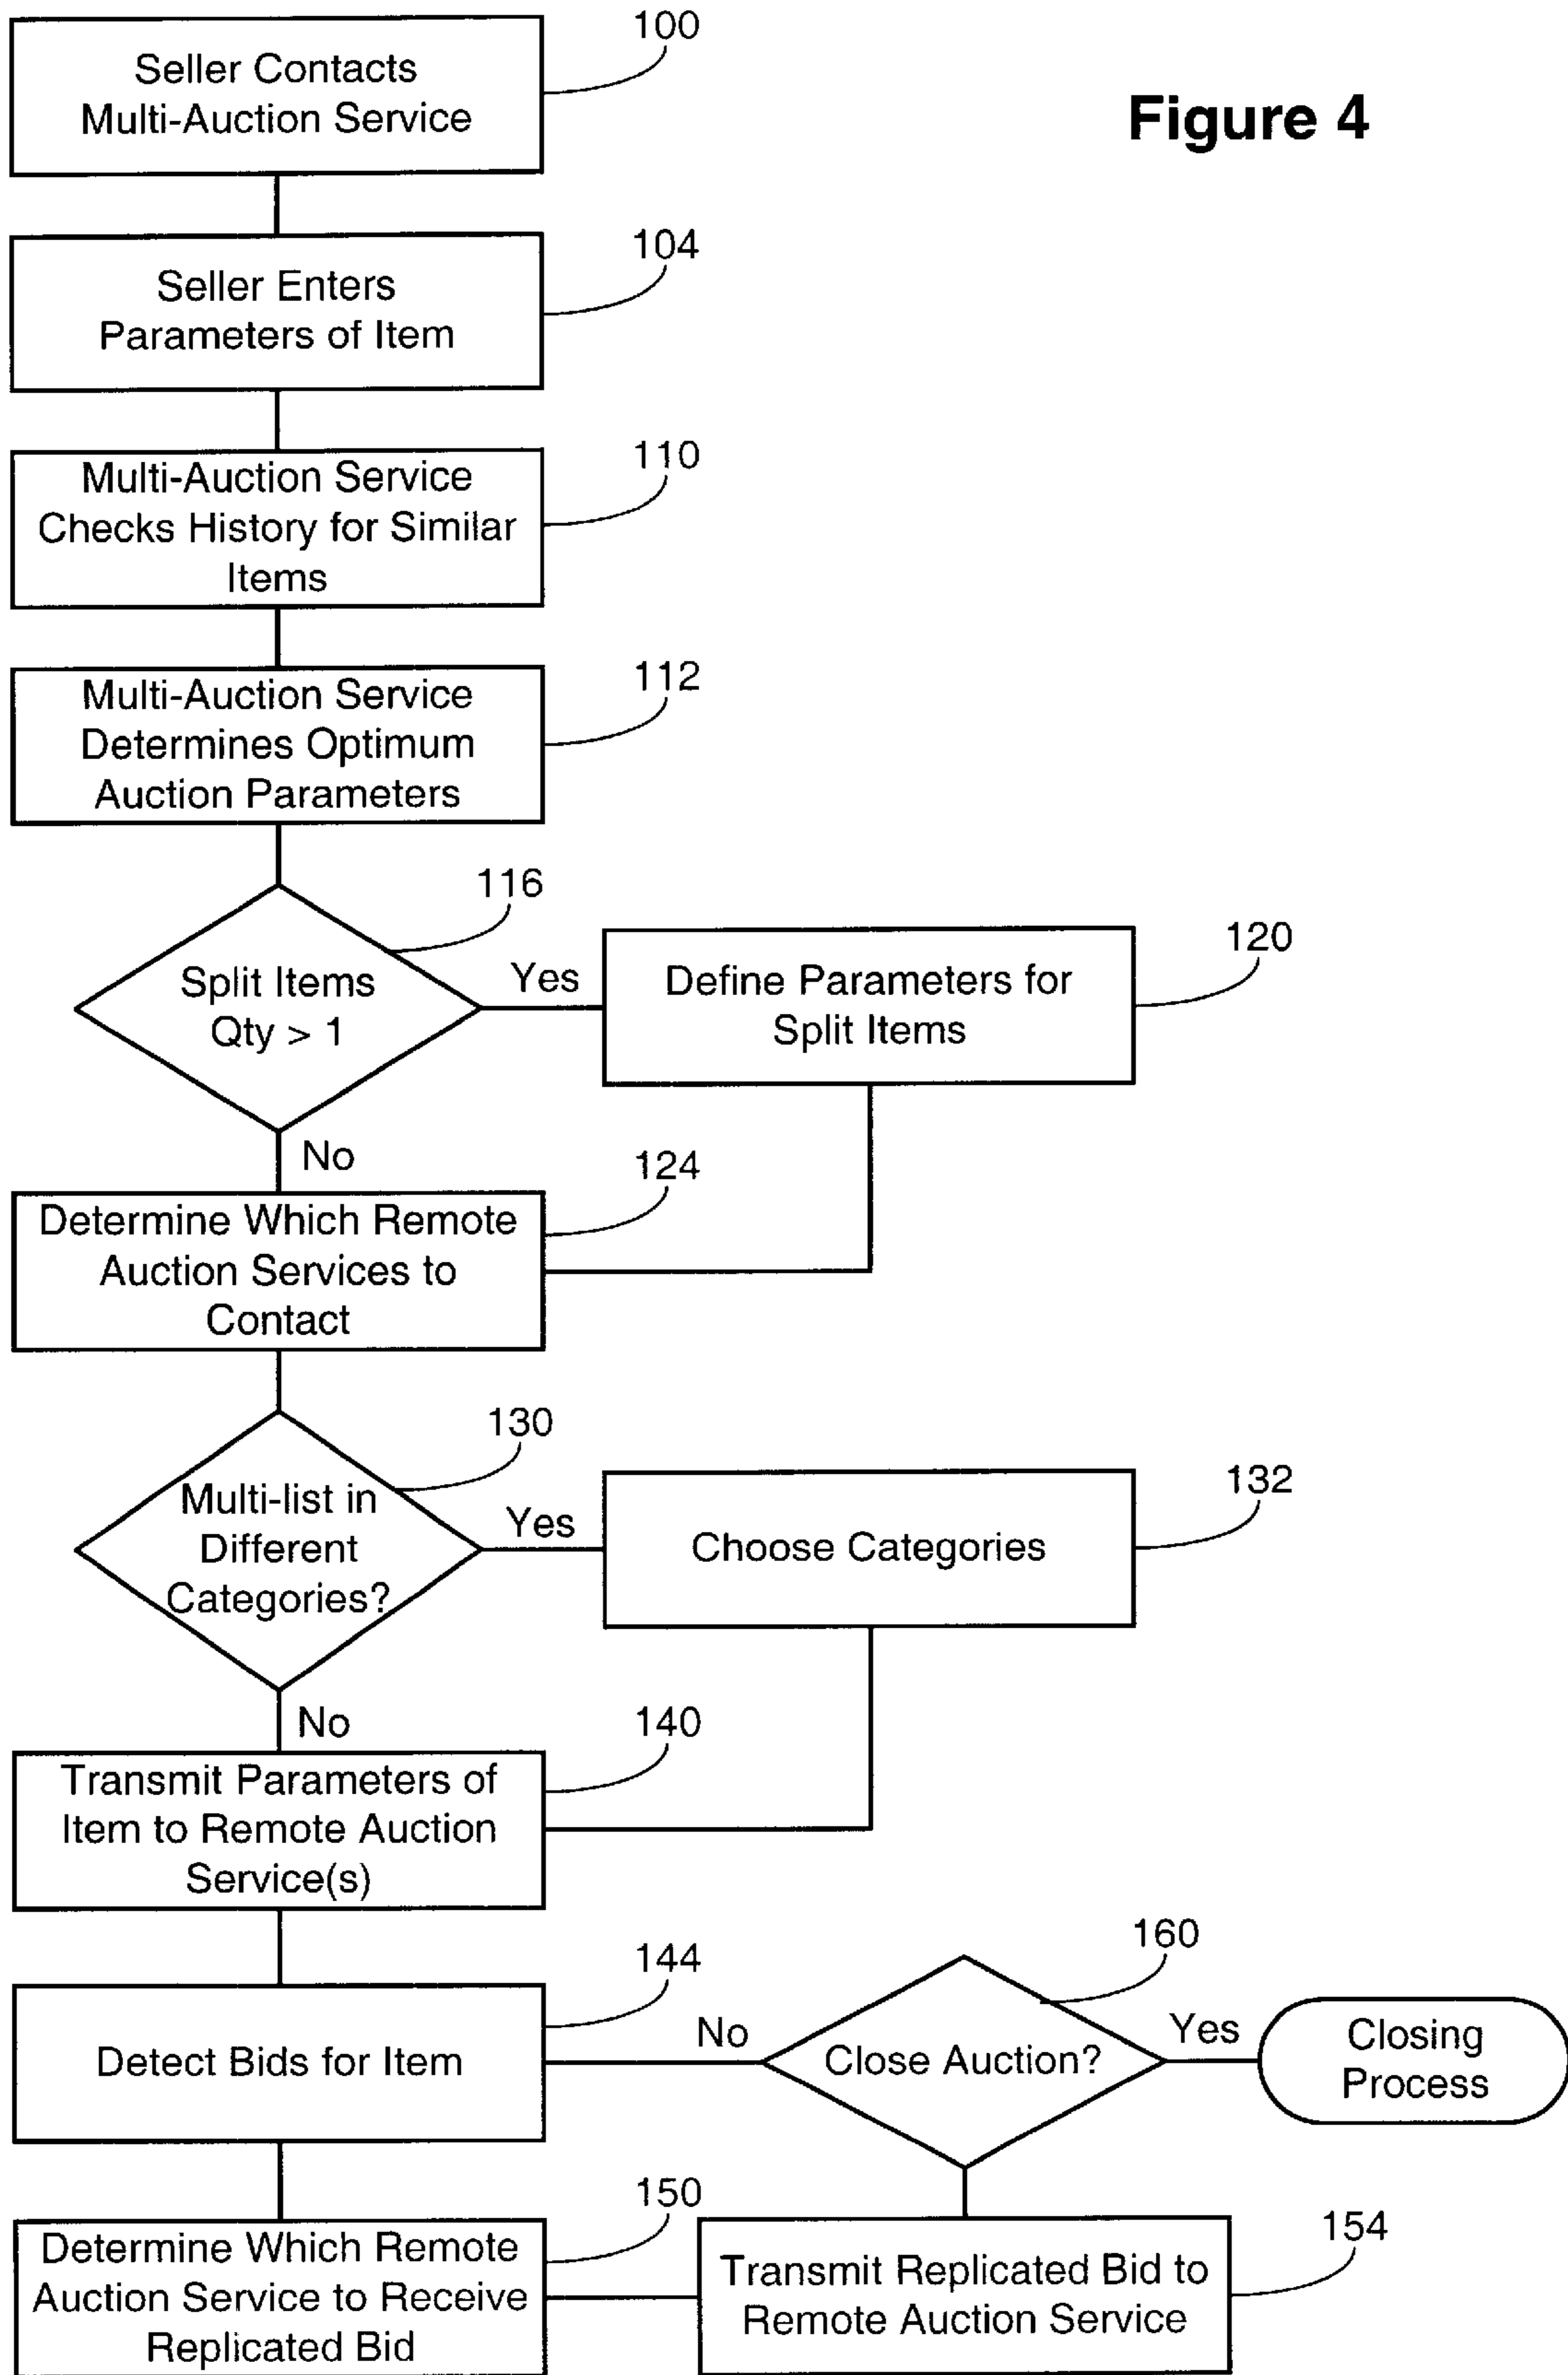 100
Seller Contacts
Multi-Auction Service
Figure 4
104
Seller Enters
Parameters of Item
110
Multi-Auction Service
Checks History for Similar
Items
112
Multi-Auction Service
Determines Optimum
Auction Parameters
116
Split Items
Qty > 1
Yes
120
Define Parameters for
Split Items
No
124
Determine Which Remote
Auction Services to
Contact
130
Multi-list in
Different
Categories?
Yes
132
Choose Categories
No
140
Transmit Parameters of
Item to Remote Auction
Service(s)
144
Detect Bids for Item
No
160
Close Auction?
Yes
Closing
Process
150
Determine Which Remote
Auction Service to Receive
Replicated Bid
154
Transmit Replicated Bid to
Remote Auction Service